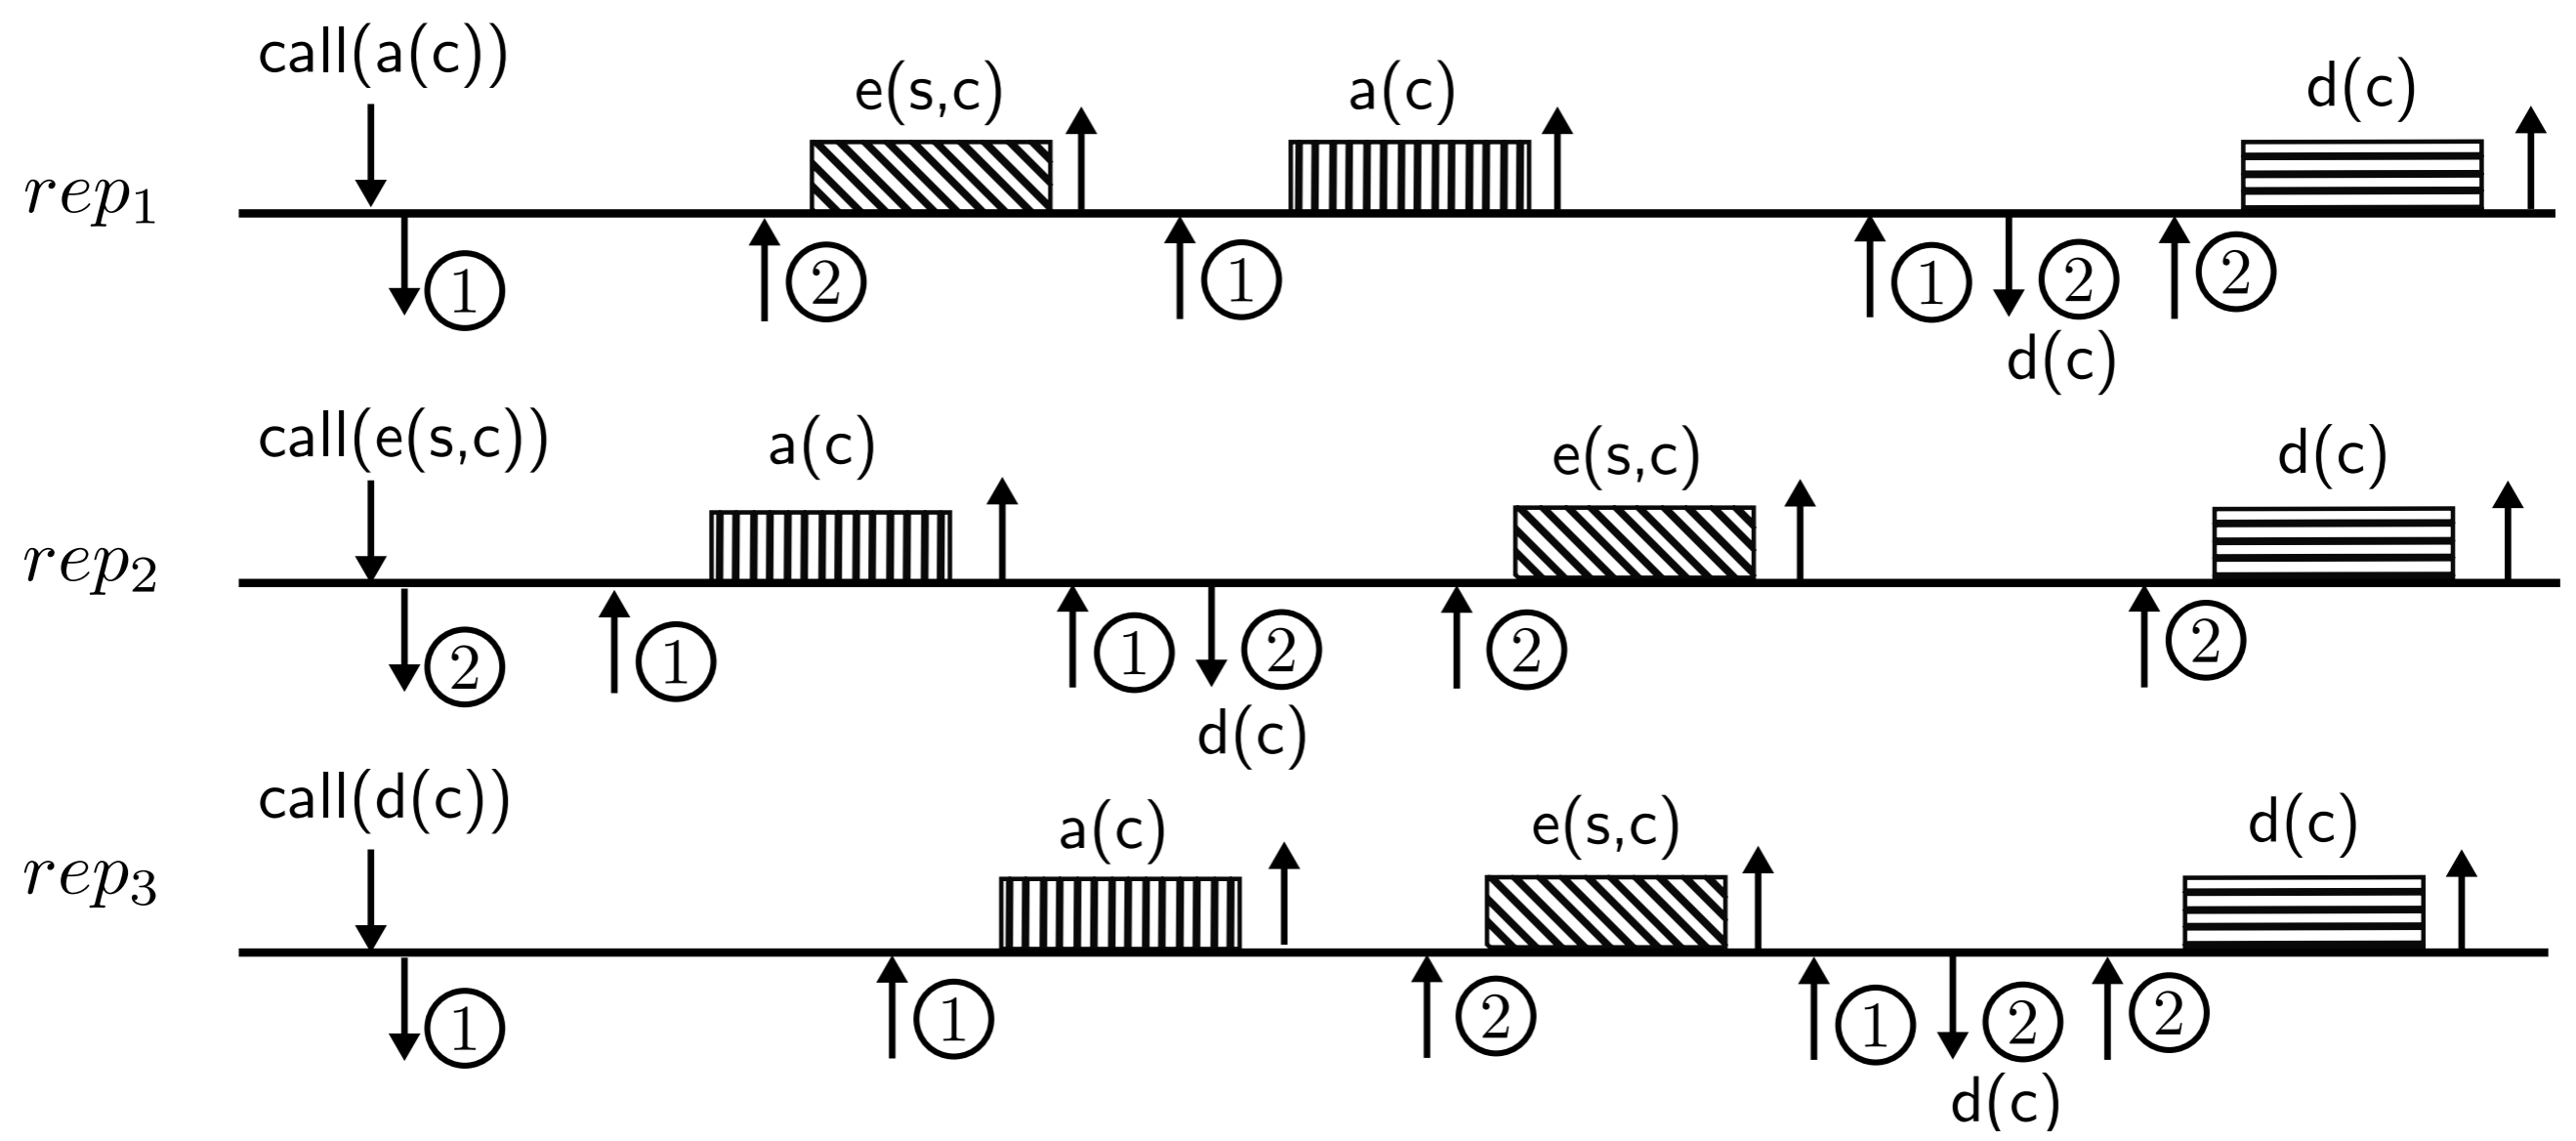 call(a(c))
e(s,c) a(c) d(c)
rep1
① ② ① ① ② ②
d(c)
call(e(s,c)) a(c) e(s,c) d(c)
rep2
② ① ① ② ② ②
d(c)
call(d(c)) a(c) e(s,c) d(c)
rep3
① ① ② ① ② ②
d(c)